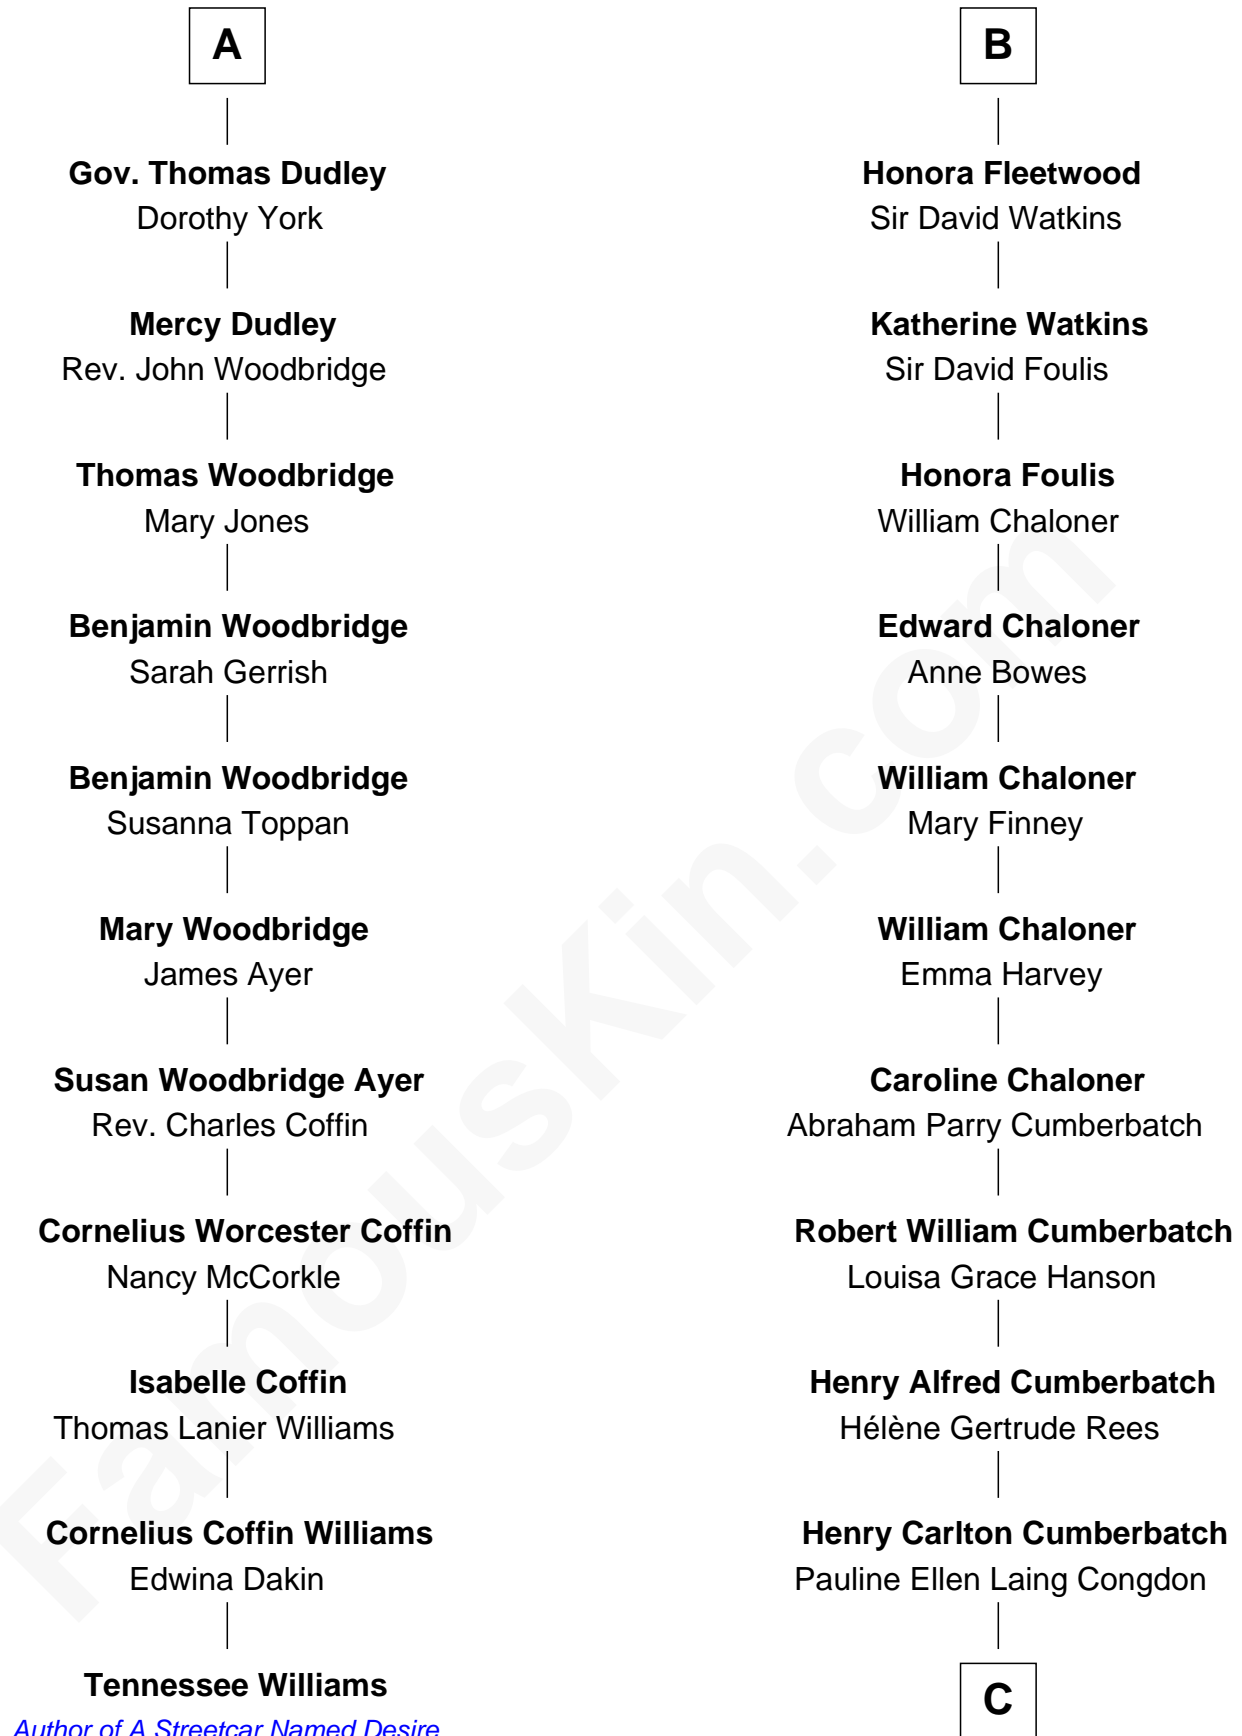 A
Gov. Thomas Dudley
Dorothy York
Mercy Dudley
Rev. John Woodbridge
Thomas Woodbridge
Mary Jones
Benjamin Woodbridge
Sarah Gerrish
Benjamin Woodbridge
Susanna Toppan
Mary Woodbridge
James Ayer
Susan Woodbridge Ayer
Rev. Charles Coffin
Cornelius Worcester Coffin
Nancy McCorkle
Isabelle Coffin
Thomas Lanier Williams
Cornelius Coffin Williams
Edwina Dakin
Tennessee Williams
Author of A Streetcar Named Desire
B
Honora Fleetwood
Sir David Watkins
Katherine Watkins
Sir David Foulis
Honora Foulis
William Chaloner
Edward Chaloner
Anne Bowes
William Chaloner
Mary Finney
William Chaloner
Emma Harvey
Caroline Chaloner
Abraham Parry Cumberbatch
Robert William Cumberbatch
Louisa Grace Hanson
Henry Alfred Cumberbatch
Hélène Gertrude Rees
Henry Carlton Cumberbatch
Pauline Ellen Laing Congdon
C
FamousKin.com